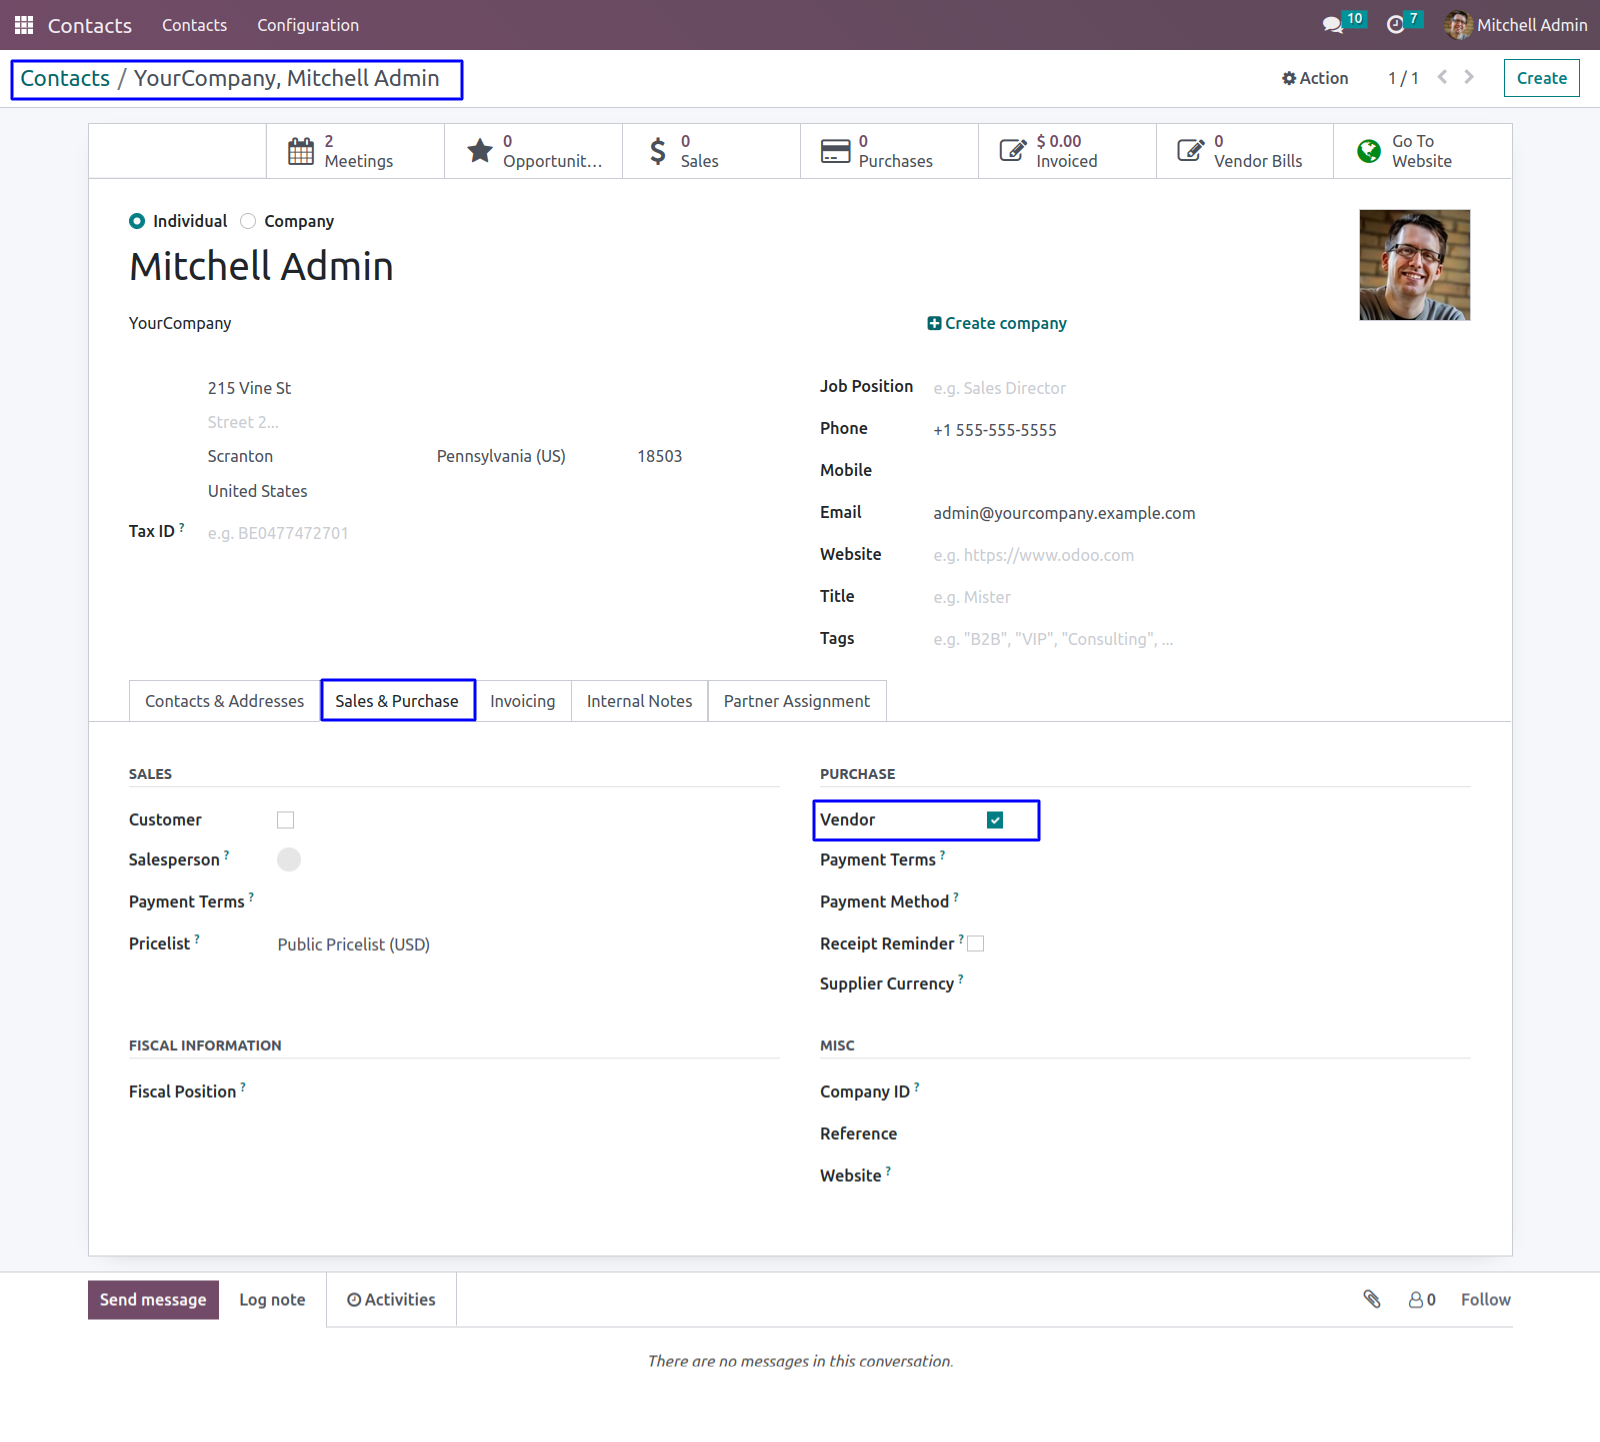 Contacts Contacts Configuration 10 7 Mitchell Admin
Contacts / YourCompany, Mitchell Admin Action 1 / 1 Create
2 Meetings
0 Opportunit...
0 Sales
0 Purchases
$ 0.00 Invoiced
0 Vendor Bills
Go To Website
Individual Company
Mitchell Admin
YourCompany Create company
215 Vine St
Street 2...
Scranton Pennsylvania (US) 18503
United States
Tax ID ? e.g. BE0477472701
Job Position e.g. Sales Director
Phone +1 555-555-5555
Mobile
Email admin@yourcompany.example.com
Website e.g. https://www.odoo.com
Title e.g. Mister
Tags e.g. "B2B", "VIP", "Consulting", ...
Contacts & Addresses Sales & Purchase Invoicing Internal Notes Partner Assignment
SALES
Customer
Salesperson ?
Payment Terms ?
Pricelist ? Public Pricelist (USD)
PURCHASE
Vendor
Payment Terms ?
Payment Method ?
Receipt Reminder ?
Supplier Currency ?
FISCAL INFORMATION
Fiscal Position ?
MISC
Company ID ?
Reference
Website ?
Send message Log note Activities 0 Follow
There are no messages in this conversation.